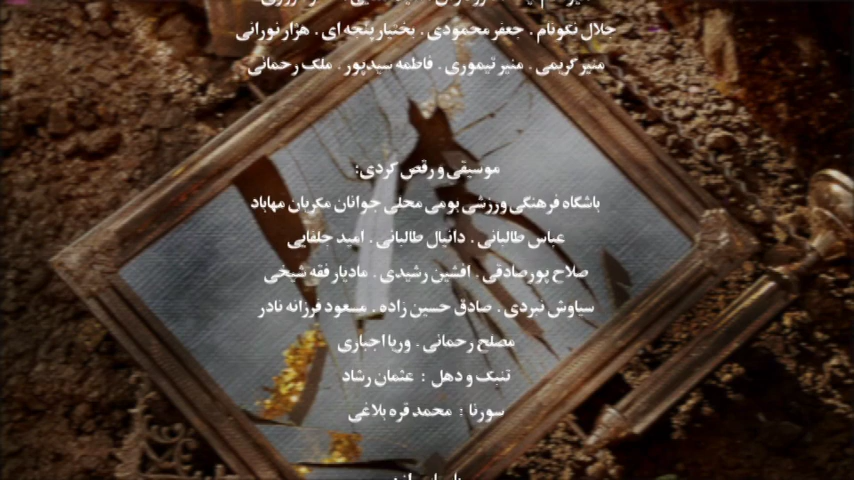 جلال نکونام . جعفر محمودی . بختیار پنجه ای . هژار نورانی
منیر کریمی . منیر تیموری . فاطمه سیدپور . ملک رحمانی
موسیقی و رقص کردی:
باشگاه فرهنگی ورزشی بومی محلی جوانان مکریان مهاباد
عباس طالبانی . دانیال طالبانی . امید جلفایی
صلاح پورصادقی . افشین رشیدی . مادیار فقه شیخی
سیاوش نبردی . صادق حسین زاده . مسعود فرزانه نادر
مصلح رحمانی . وریا اجباری
تنبک و دهل : عثمان رشاد
سورنا : محمد قره بلاغی